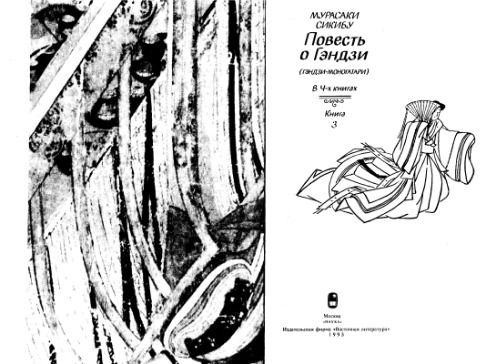 МУРАСАКИ
СИКИБУ
Повесть
о Гэндзи
(ГЭНДЗИ-МОНОГАТАРИ)
В 4-х книгах
Книга
3
Москва
«НАУКА»
Издательская фирма «Восточная литература»
1993